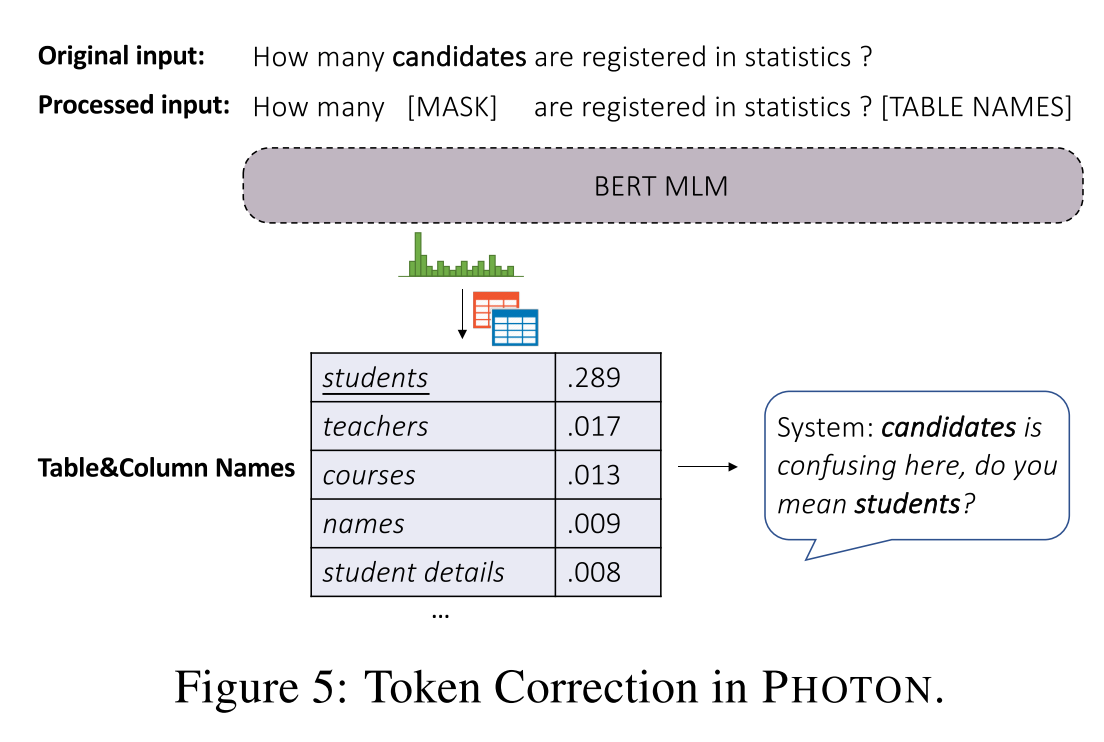 Original input: How many candidates are registered in statistics ?
Processed input: How many [MASK] are registered in statistics ? [TABLE NAMES]
BERT MLM
Table&Column Names
students .289
teachers .017
courses .013
names .009
student details .008
...
System: candidates is
confusing here, do you
mean students?
Figure 5: Token Correction in PHOTON.